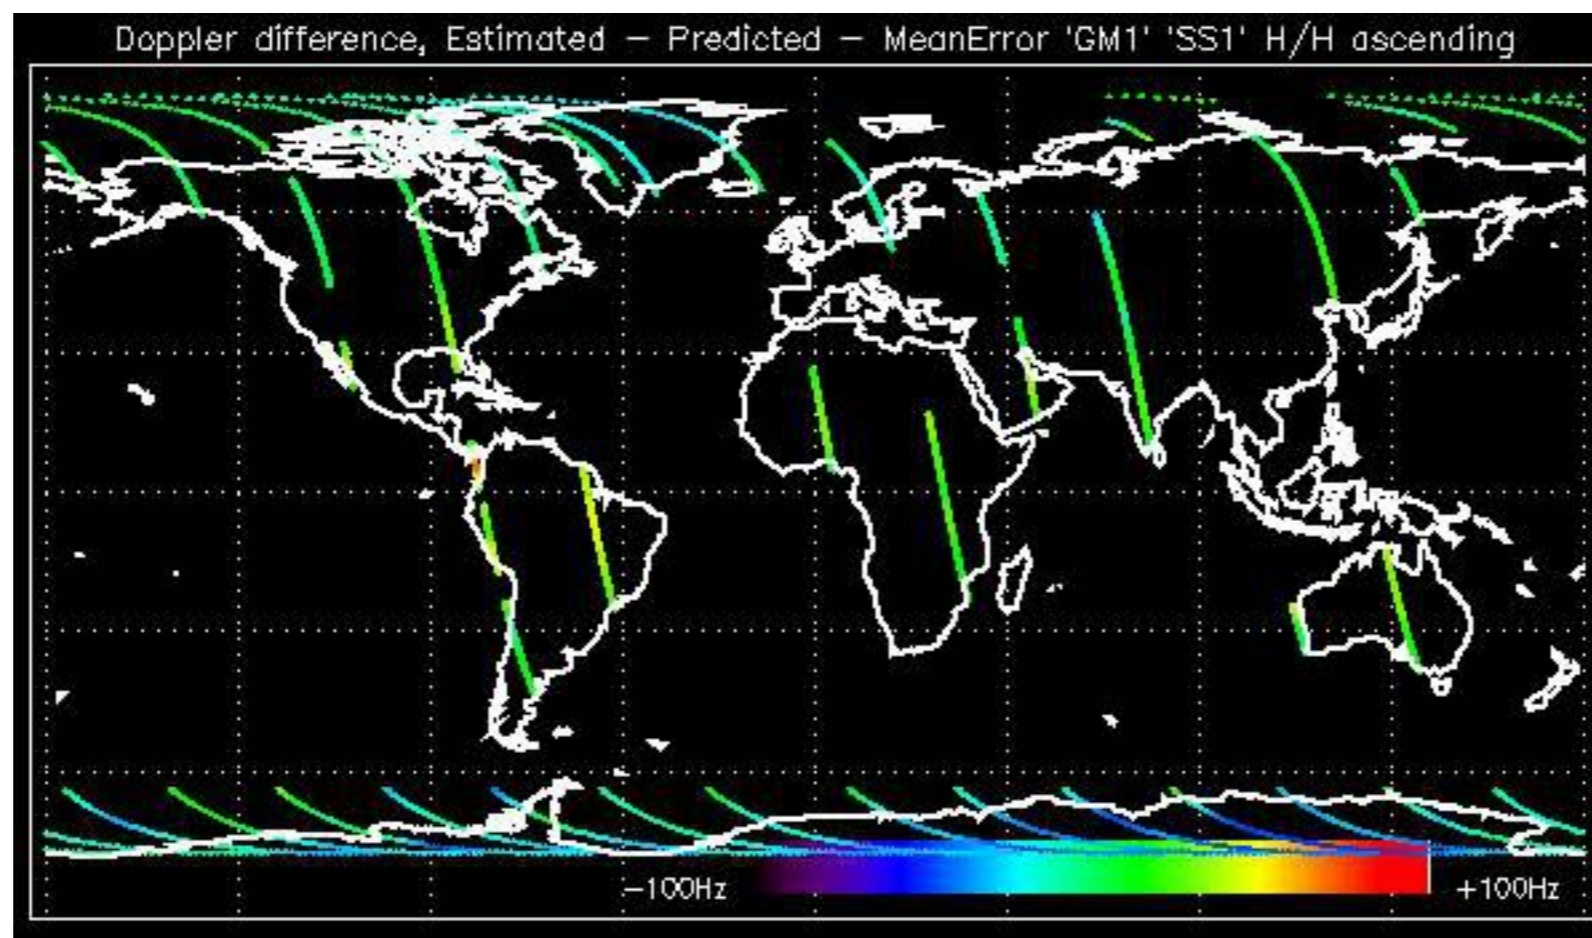 Doppler difference, Estimated – Predicted – MeanError 'GM1' 'SS1' H/H ascending
-100Hz +100Hz